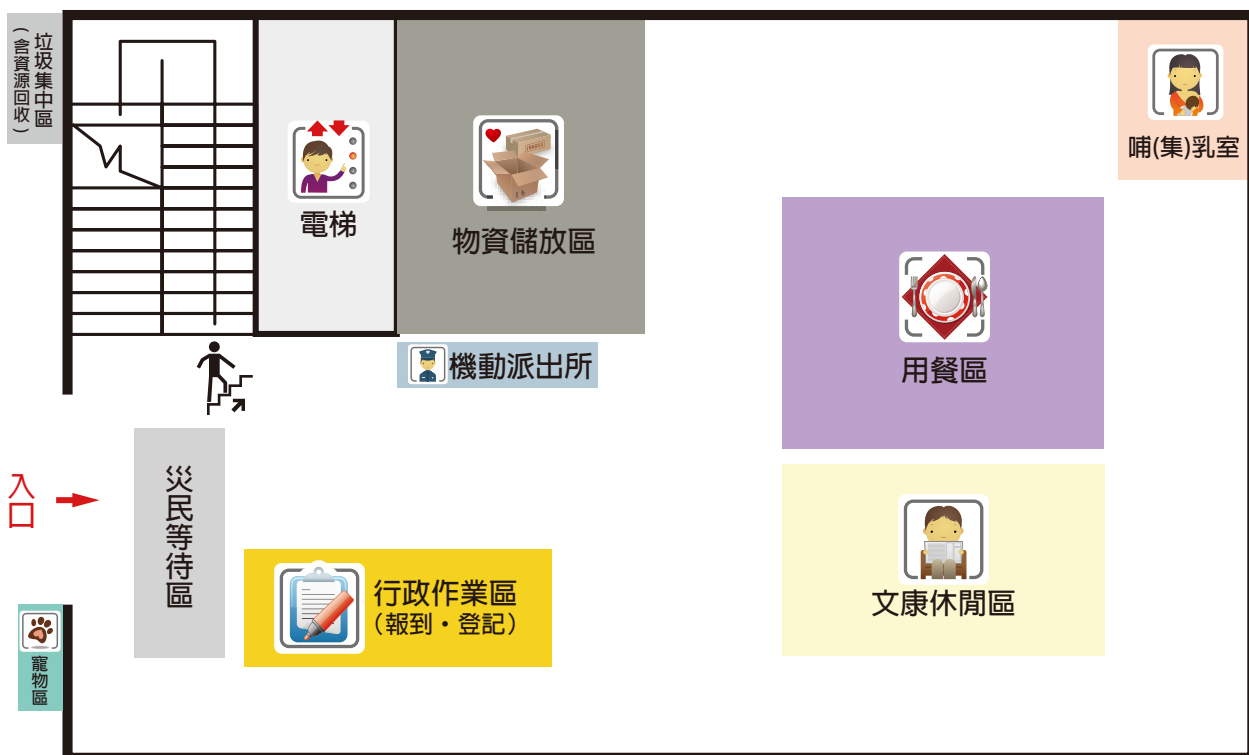 垃圾集中區
（含資源回收）
電梯
物資儲放區
哺(集)乳室
機動派出所
用餐區
入口
災民等待區
行政作業區
（報到・登記）
文康休閒區
寵物區